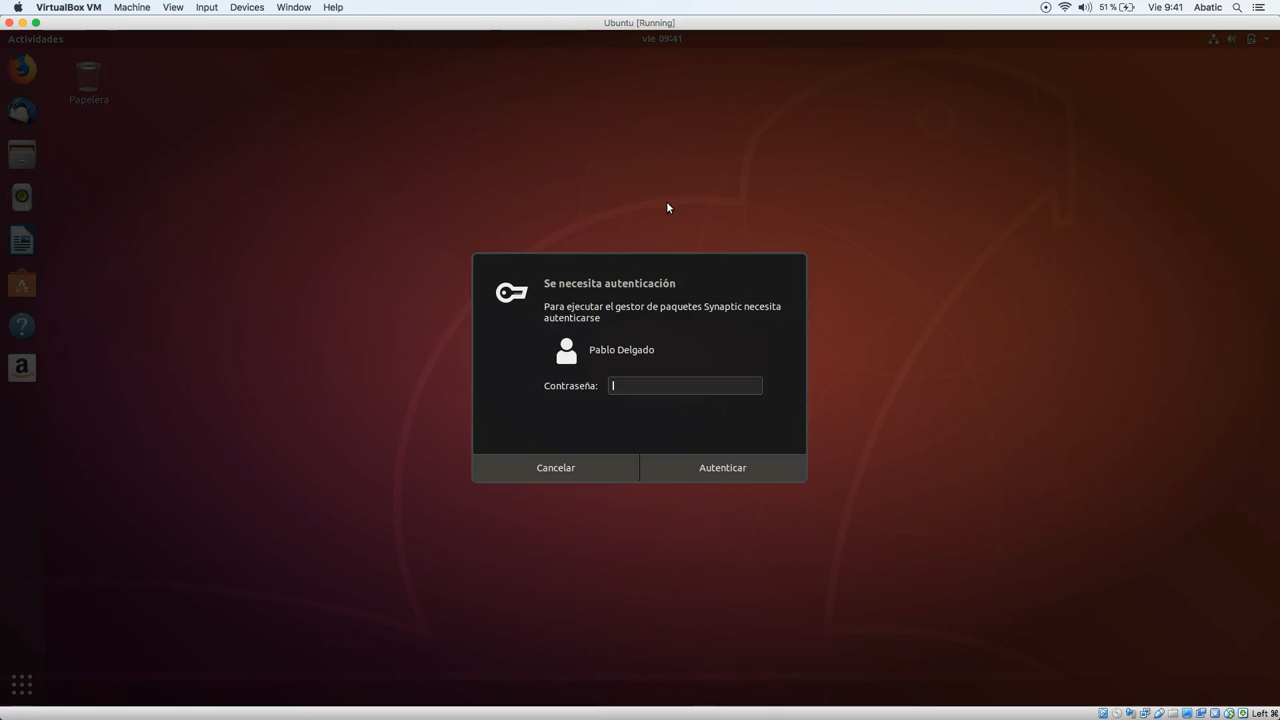 VirtualBox VM Machine View Input Devices Window Help 51 % Vie 9:41 Abatic
Ubuntu [Running]
Actividades vie 09:41
Papelera
Se necesita autenticación
Para ejecutar el gestor de paquetes Synaptic necesita
autenticarse
Pablo Delgado
Contraseña:
Cancelar Autenticar
Left ⌘